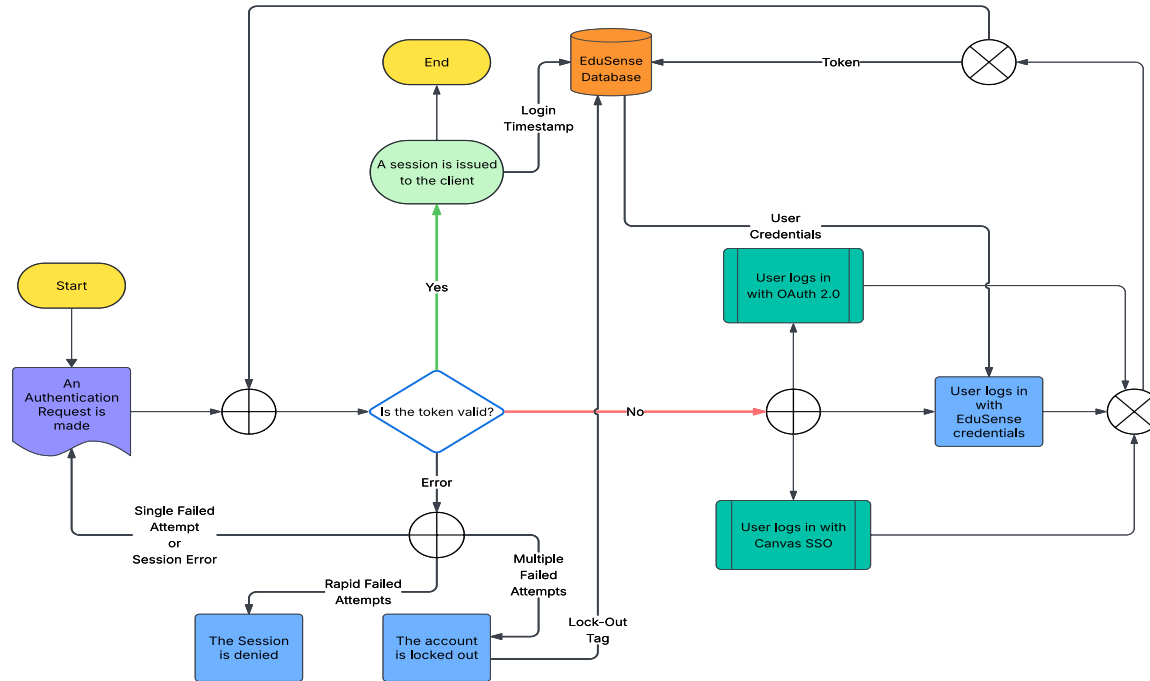 End
EduSense
Database
Token
Login
Timestamp
A session is issued
to the client
User
Credentials
Start
Yes
User logs in
with OAuth 2.0
An
Authentication
Request is
made
Is the token valid?
No
User logs in
with
EduSense
credentials
Error
Single Failed
Attempt
or
Session Error
User logs in with
Canvas SSO
Multiple
Failed
Attempts
Rapid Failed
Attempts
The Session
is denied
The account
is locked out
Lock-Out
Tag